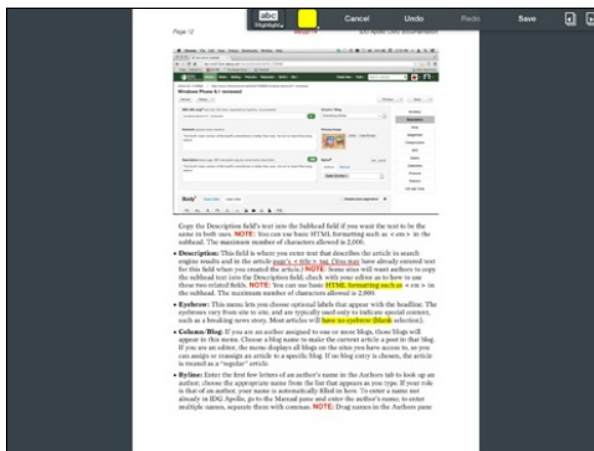 abc
Highlight
Cancel
Undo
Redo
Save
Page 12
IDG Apollo CMS Documentation
Windows Phone 8.1 reviewed
Body
Copy the Description field's text into the Subhead field if you want the text to be the
same in both uses. NOTE: You can use basic HTML formatting such as < em > in the
subhead. The maximum number of characters allowed is 2,000.
• Description: This field is where you enter text that describes the article in search
engine results and in the article page's < title > tag. (You may have already entered text
for this field when you created the article.) NOTE: Some sites will want authors to copy
the subhead text into the Description field; check with your editor as to how to use
these two related fields. NOTE: You can use basic HTML formatting such as < em > in
the subhead. The maximum number of characters allowed is 2,000.
• Eyebrow: This menu lets you choose optional labels that appear with the headline. The
eyebrows vary from site to site, and are typically used only to indicate special content,
such as a breaking news story. Most articles will have no eyebrow (blank selection).
• Column/Blog: If you are an author assigned to one or more blogs, those blogs will
appear in this menu. Choose a blog name to make the current article a post in that blog.
If you are an editor, the menu displays all blogs on the sites you have access to, so you
can assign or reassign an article to a specific blog. If no blog entry is chosen, the article
is treated as a "regular" article.
• Byline: Enter the first few letters of an author's name in the Authors tab to look up an
author; choose the appropriate name from the list that appears as you type. If your role
is that of an author, your name is automatically filled in here. To enter a name not
already in IDG Apollo, go to the Manual pane and enter the author's name; to enter
multiple names, separate them with commas. NOTE: Drag names in the Authors pane